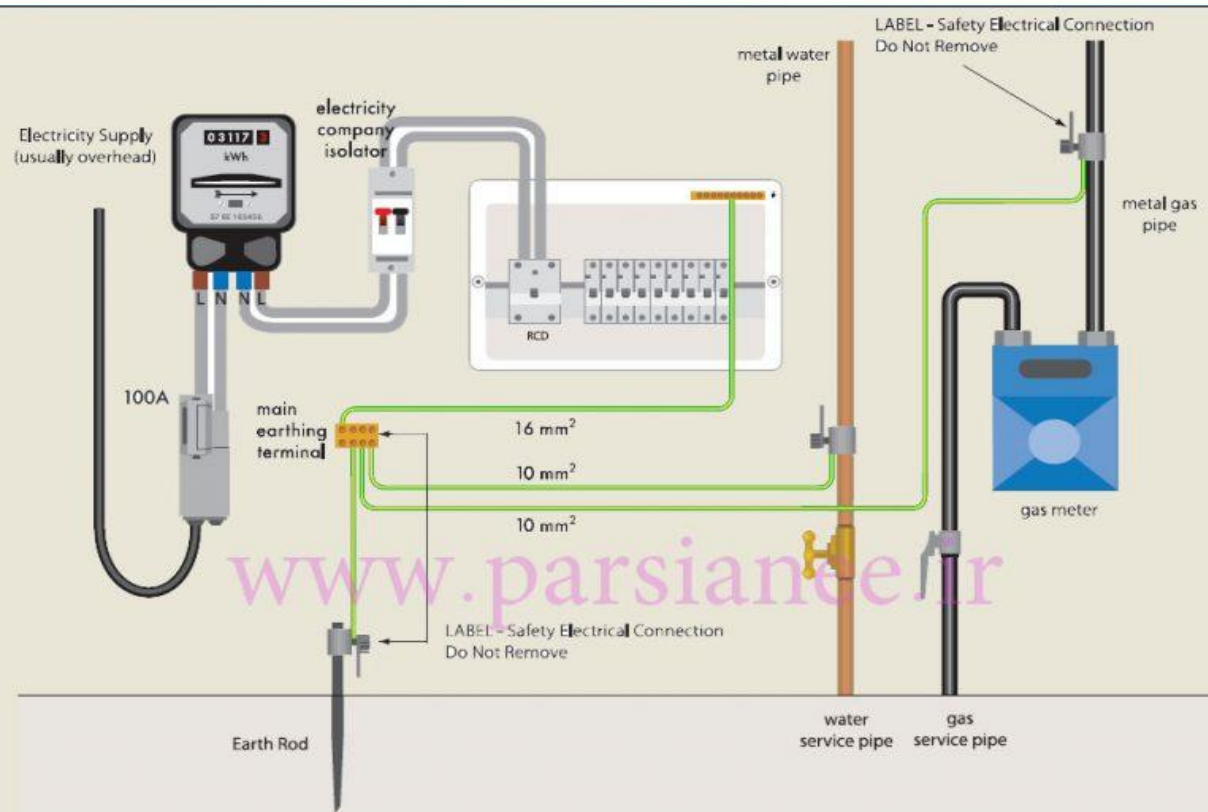 LABEL – Safety Electrical Connection
Do Not Remove
metal water
pipe
electricity
company
isolator
Electricity Supply
(usually overhead)
03117 3
kWh
metal gas
pipe
L N N L
RCD
100A
main
earthing
terminal
16 mm²
10 mm²
10 mm²
gas meter
www.parsianee.ir
LABEL – Safety Electrical Connection
Do Not Remove
Earth Rod
water
service pipe
gas
service pipe